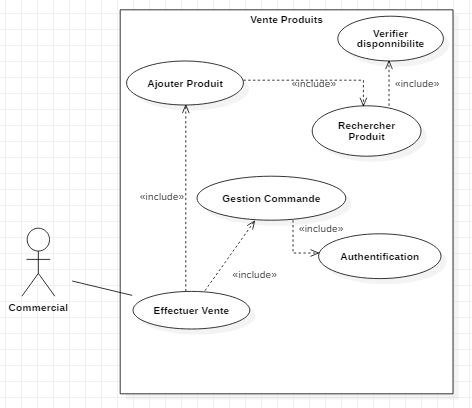 Vente Produits
Verifier
disponnibilite
Ajouter Produit
«include»
«include»
Rechercher
Produit
«include»
Gestion Commande
«include»
Authentification
«include»
Commercial
Effectuer Vente